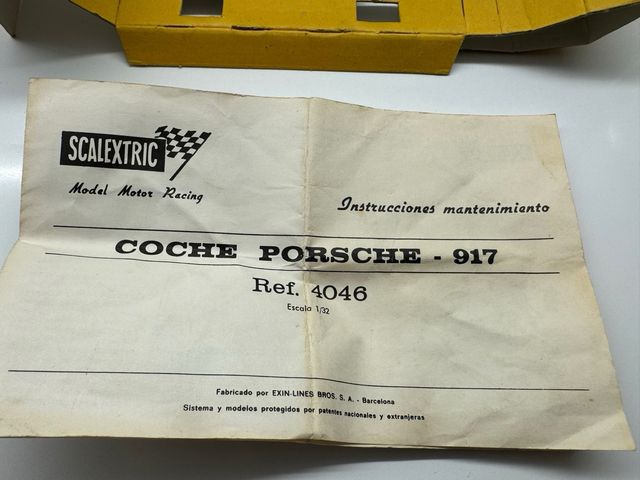 SCALEXTRIC
Model Motor Racing
Instrucciones mantenimiento
COCHE PORSCHE - 917
Ref. 4046
Escala 1/32
Fabricado por EXIN-LINES BROS. S. A. - Barcelona
Sistema y modelos protegidos por patentes nacionales y extranjeras